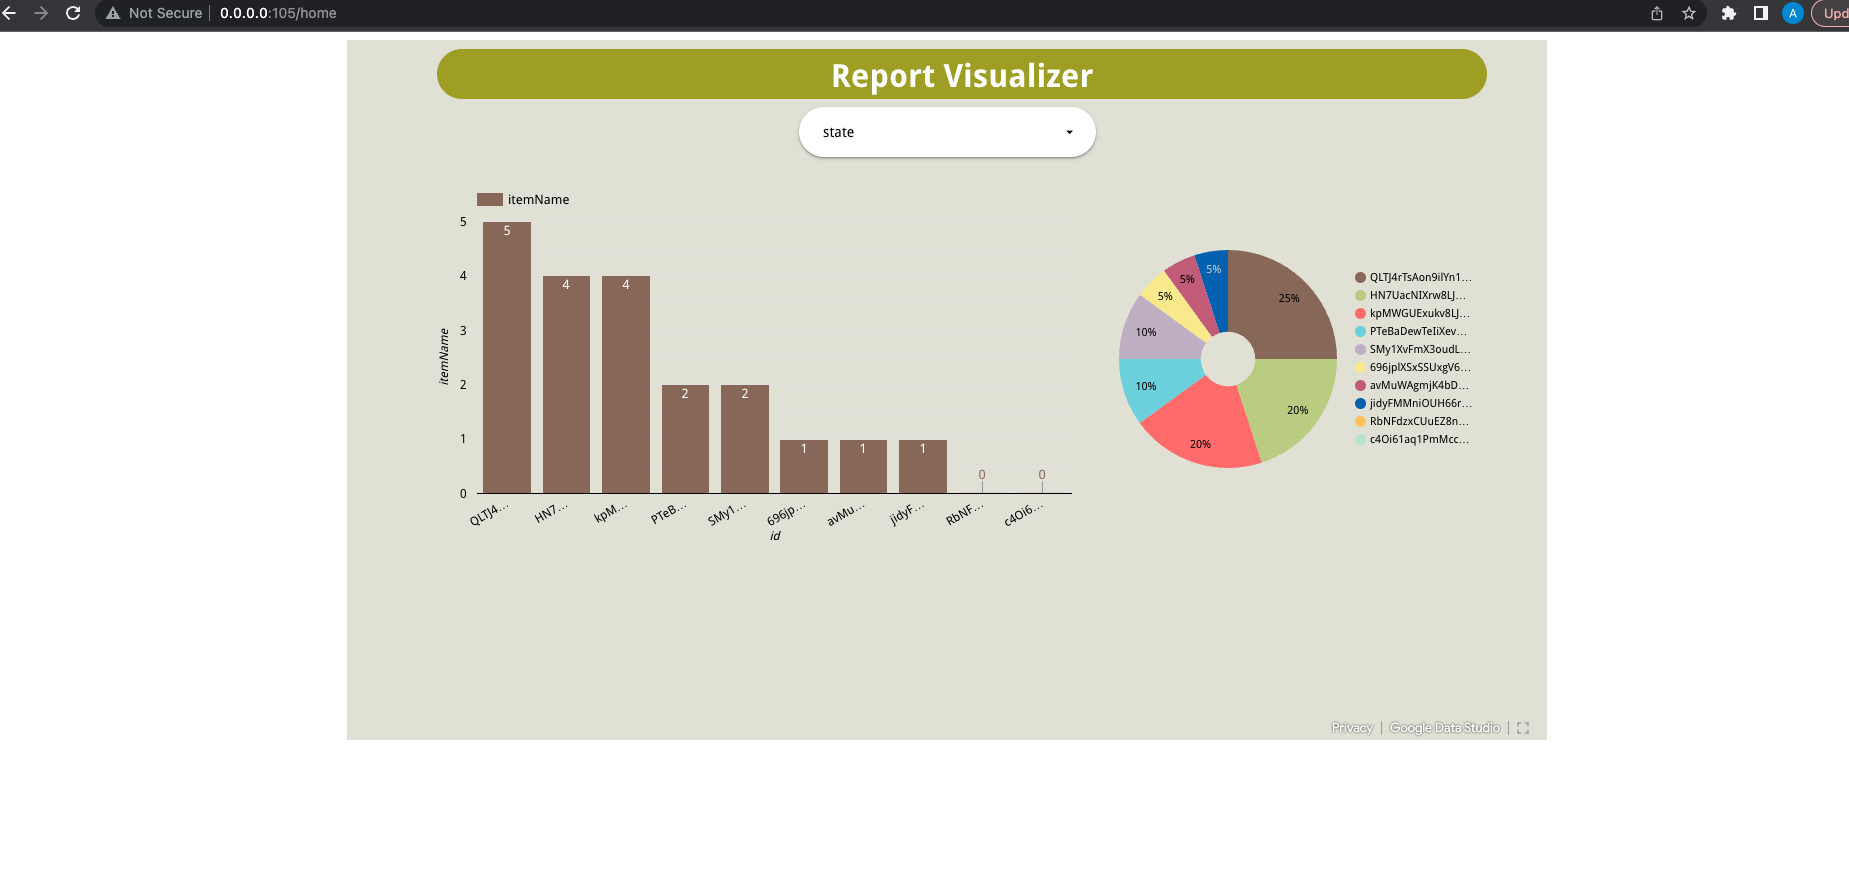 Not Secure | 0.0.0.0:105/home
A
Upd
Report Visualizer
state
itemName
5
4
3
2
1
0
itemName
5
4
4
2
2
1
1
1
0
0
QLTJ4...
HN7...
kpM...
PTeB...
SMy1...
696jp...
avMu...
jidyF...
RbNF...
c4Oi6...
id
5%
5%
5%
10%
10%
20%
20%
25%
QLTJ4rTsAon9ilYn1...
HN7UacNIXrw8LJ...
kpMWGUExukv8LJ...
PTeBaDewTeIiXev...
SMy1XvFmX3oudL...
696jplXSxSSUxgV6...
avMuWAgmjK4bD...
jidyFMMniOUH66r...
RbNFdzxCUuEZ8n...
c4Oi61aq1PmMcc...
Privacy | Google Data Studio